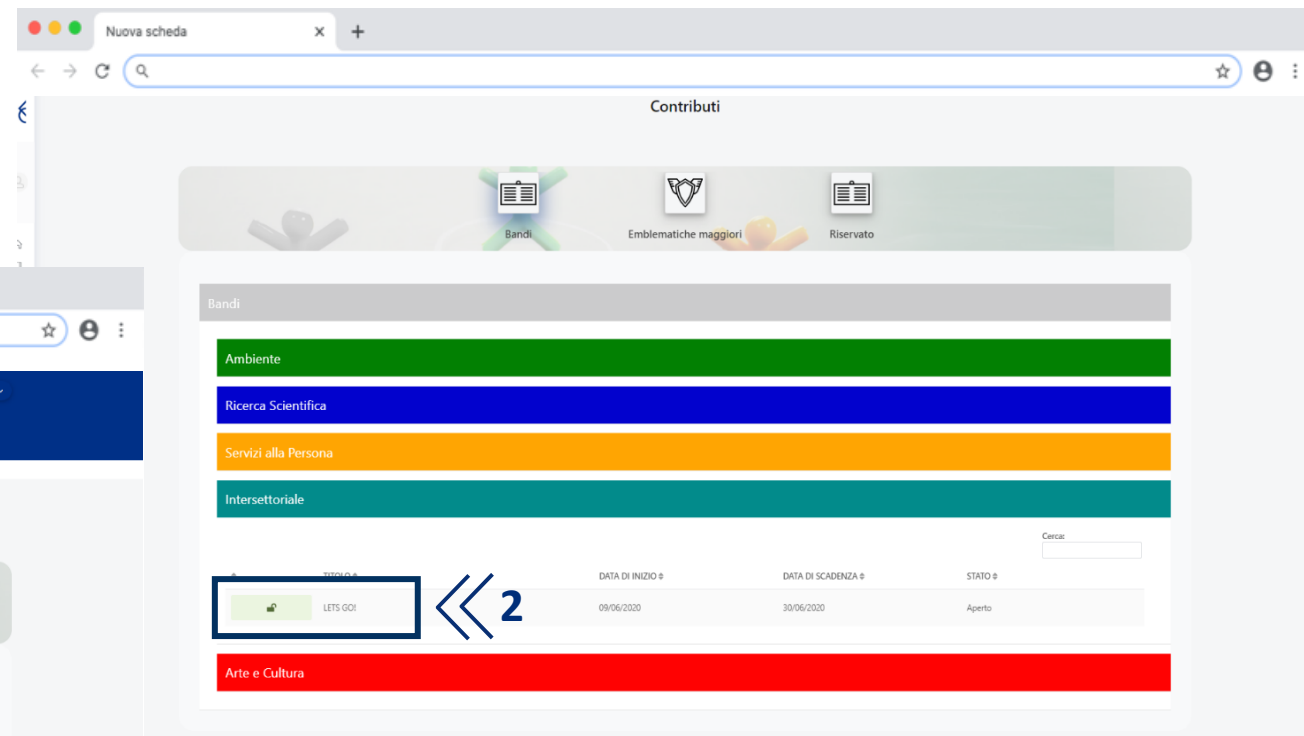 Nuova scheda
Contributi
Bandi
Emblematiche maggiori
Riservato
Bandi
Ambiente
Ricerca Scientifica
Servizi alla Persona
Intersettoriale
Cerca:
TITOLO DATA DI INIZIO DATA DI SCADENZA STATO
LETS GO! 09/06/2020 30/06/2020 Aperto
2
Arte e Cultura